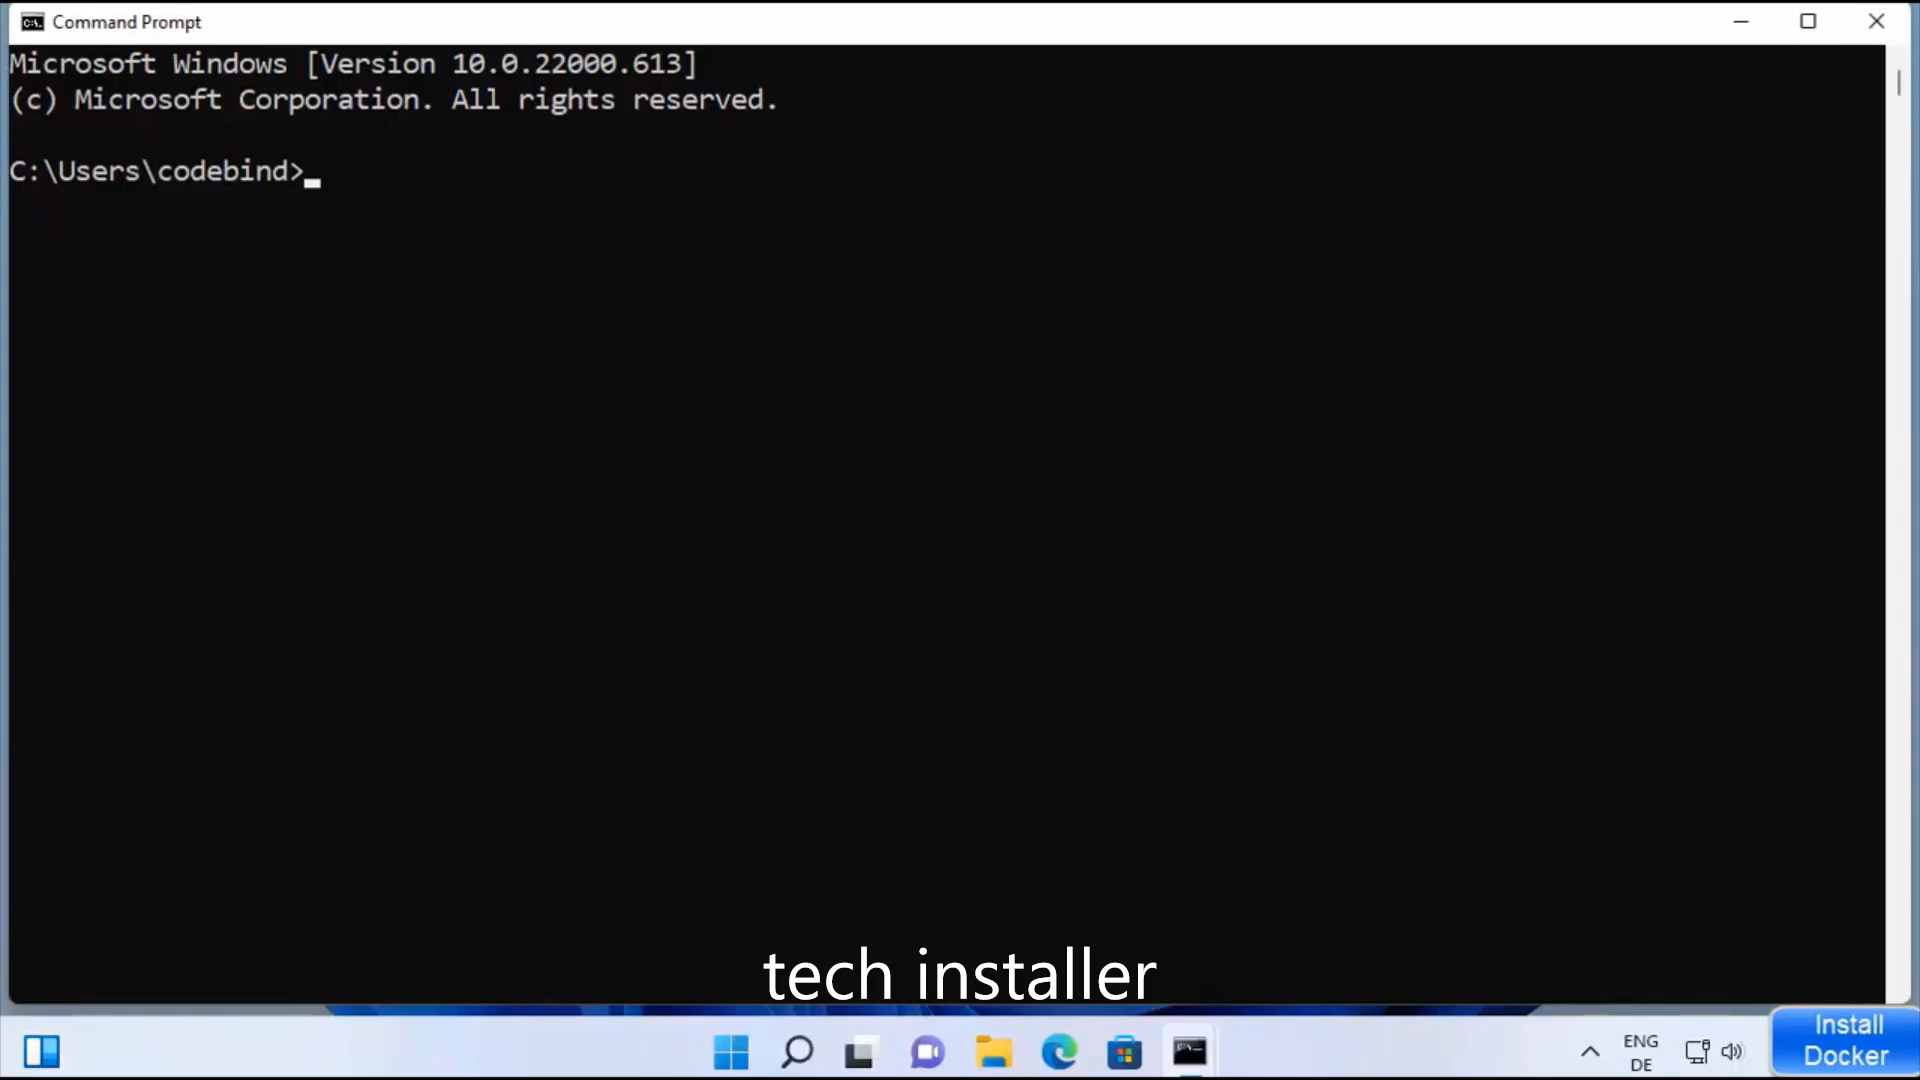 Command Prompt
Microsoft Windows [Version 10.0.22000.613]
(c) Microsoft Corporation. All rights reserved.
C:\Users\codebind>
tech installer
ENG
DE
Install
Docker